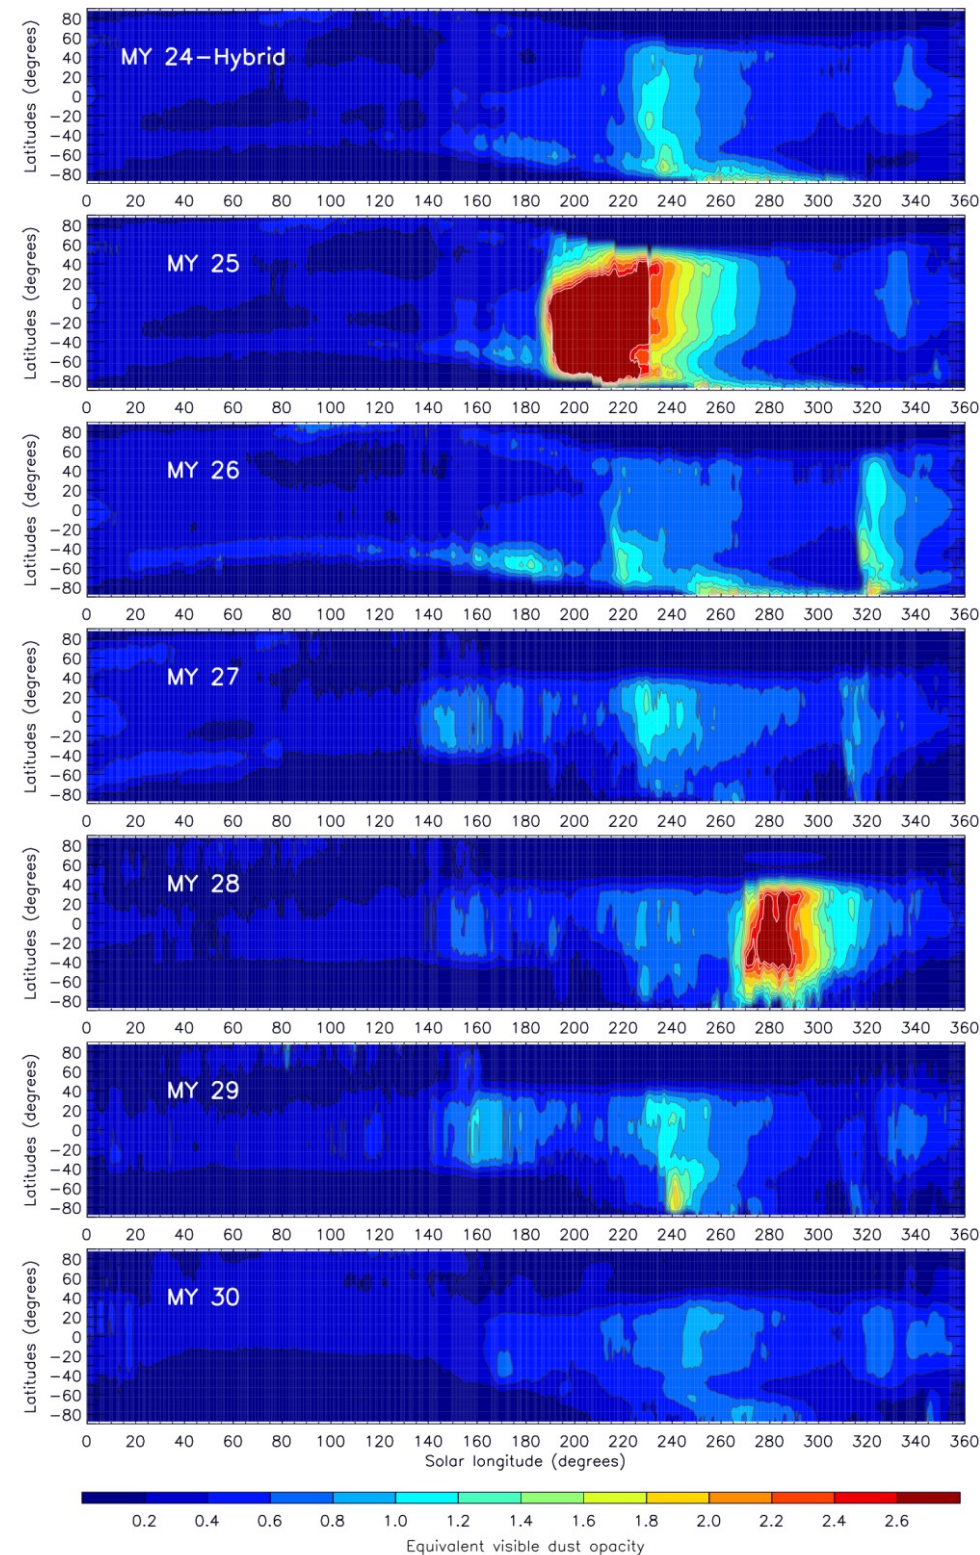 Latitudes (degrees)
80
60
40
20
0
-20
-40
-60
-80
MY 24-Hybrid
0 20 40 60 80 100 120 140 160 180 200 220 240 260 280 300 320 340 360
Latitudes (degrees)
80
60
40
20
0
-20
-40
-60
-80
MY 25
0 20 40 60 80 100 120 140 160 180 200 220 240 260 280 300 320 340 360
Latitudes (degrees)
80
60
40
20
0
-20
-40
-60
-80
MY 26
0 20 40 60 80 100 120 140 160 180 200 220 240 260 280 300 320 340 360
Latitudes (degrees)
80
60
40
20
0
-20
-40
-60
-80
MY 27
0 20 40 60 80 100 120 140 160 180 200 220 240 260 280 300 320 340 360
Latitudes (degrees)
80
60
40
20
0
-20
-40
-60
-80
MY 28
0 20 40 60 80 100 120 140 160 180 200 220 240 260 280 300 320 340 360
Latitudes (degrees)
80
60
40
20
0
-20
-40
-60
-80
MY 29
0 20 40 60 80 100 120 140 160 180 200 220 240 260 280 300 320 340 360
Latitudes (degrees)
80
60
40
20
0
-20
-40
-60
-80
MY 30
0 20 40 60 80 100 120 140 160 180 200 220 240 260 280 300 320 340 360
Solar longitude (degrees)
0.2 0.4 0.6 0.8 1.0 1.2 1.4 1.6 1.8 2.0 2.2 2.4 2.6
Equivalent visible dust opacity